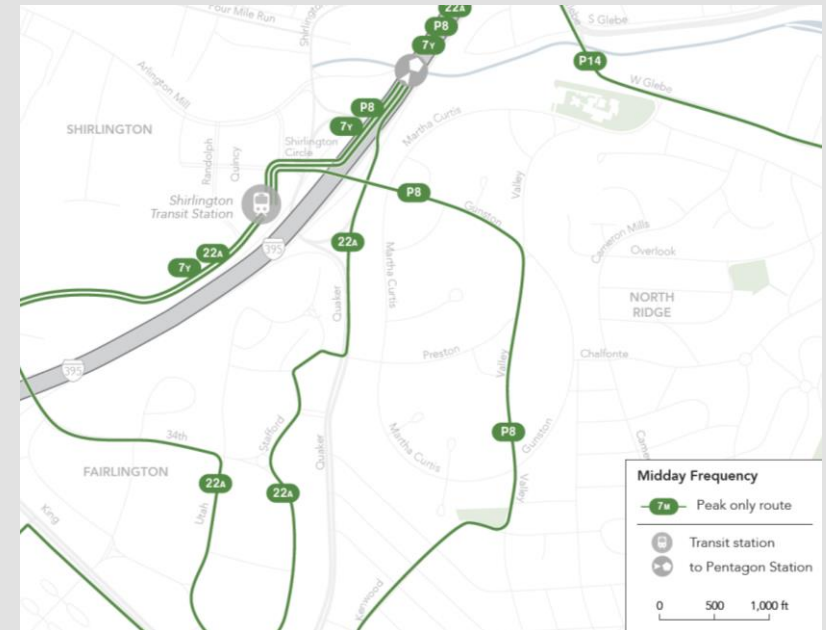 Four Mile Run
Shirlington
22A
P8
7Y
S Glebe
Glebe
P14
W Glebe
Arlington Mill
P8
7Y
Martha Curtis
SHIRLINGTON
Randolph
Quincy
Shirlington
Circle
Shirlington
Transit Station
P8
Gunston
Valley
22A
7Y
22A
395
Martha Curtis
Cameron Mills
Overlook
NORTH
RIDGE
Quaker
Preston
Valley
Chalfonte
395
Stafford
34th
Quaker
Martha Curtis
P8
Gunston
FAIRLINGTON
22A
22A
Utah
King
Valley
Kenwood
Midday Frequency
7M Peak only route
Transit station
to Pentagon Station
0 500 1,000 ft